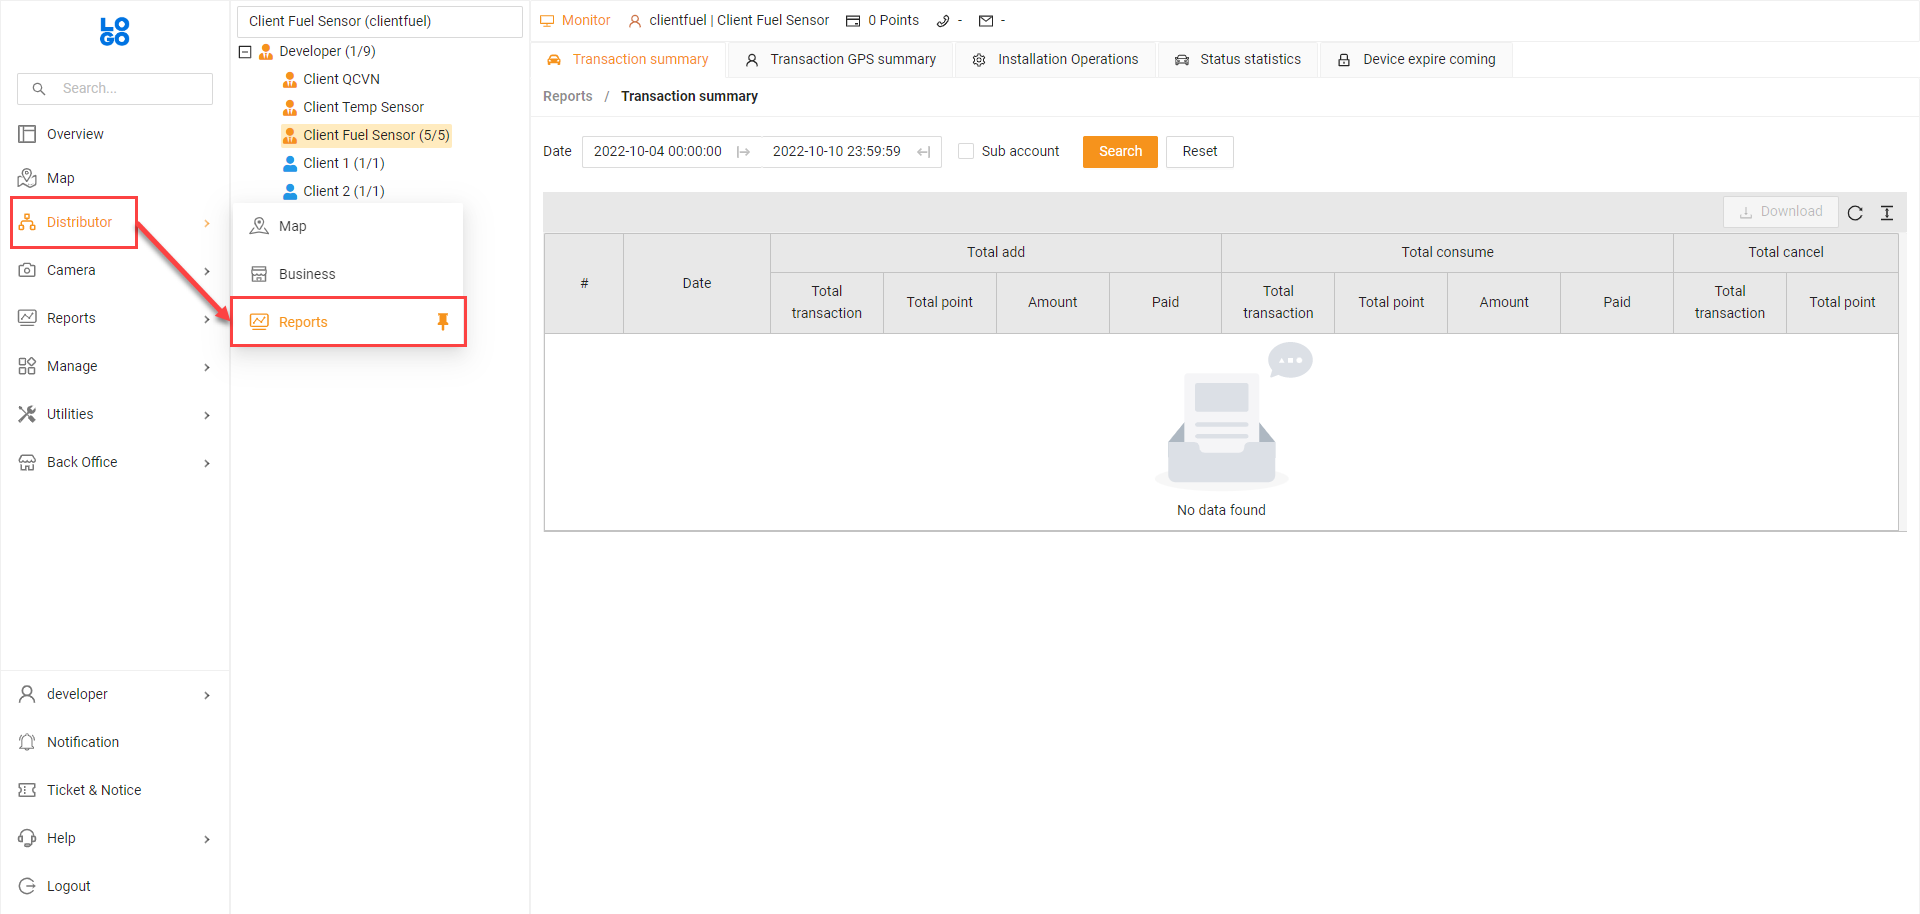 LO
GO
Search...
Overview
Map
Distributor
Camera
Reports
Manage
Utilities
Back Office
developer
Notification
Ticket & Notice
Help
Logout
Client Fuel Sensor (clientfuel)
Developer (1/9)
Client QCVN
Client Temp Sensor
Client Fuel Sensor (5/5)
Client 1 (1/1)
Client 2 (1/1)
Map
Business
Reports
Monitor clientfuel | Client Fuel Sensor 0 Points - -
Transaction summary Transaction GPS summary Installation Operations Status statistics Device expire coming
Reports / Transaction summary
Date 2022-10-04 00:00:00 2022-10-10 23:59:59 Sub account Search Reset
Download
# Date Total add Total consume Total cancel
Total transaction Total point Amount Paid Total transaction Total point Amount Paid Total transaction Total point
No data found